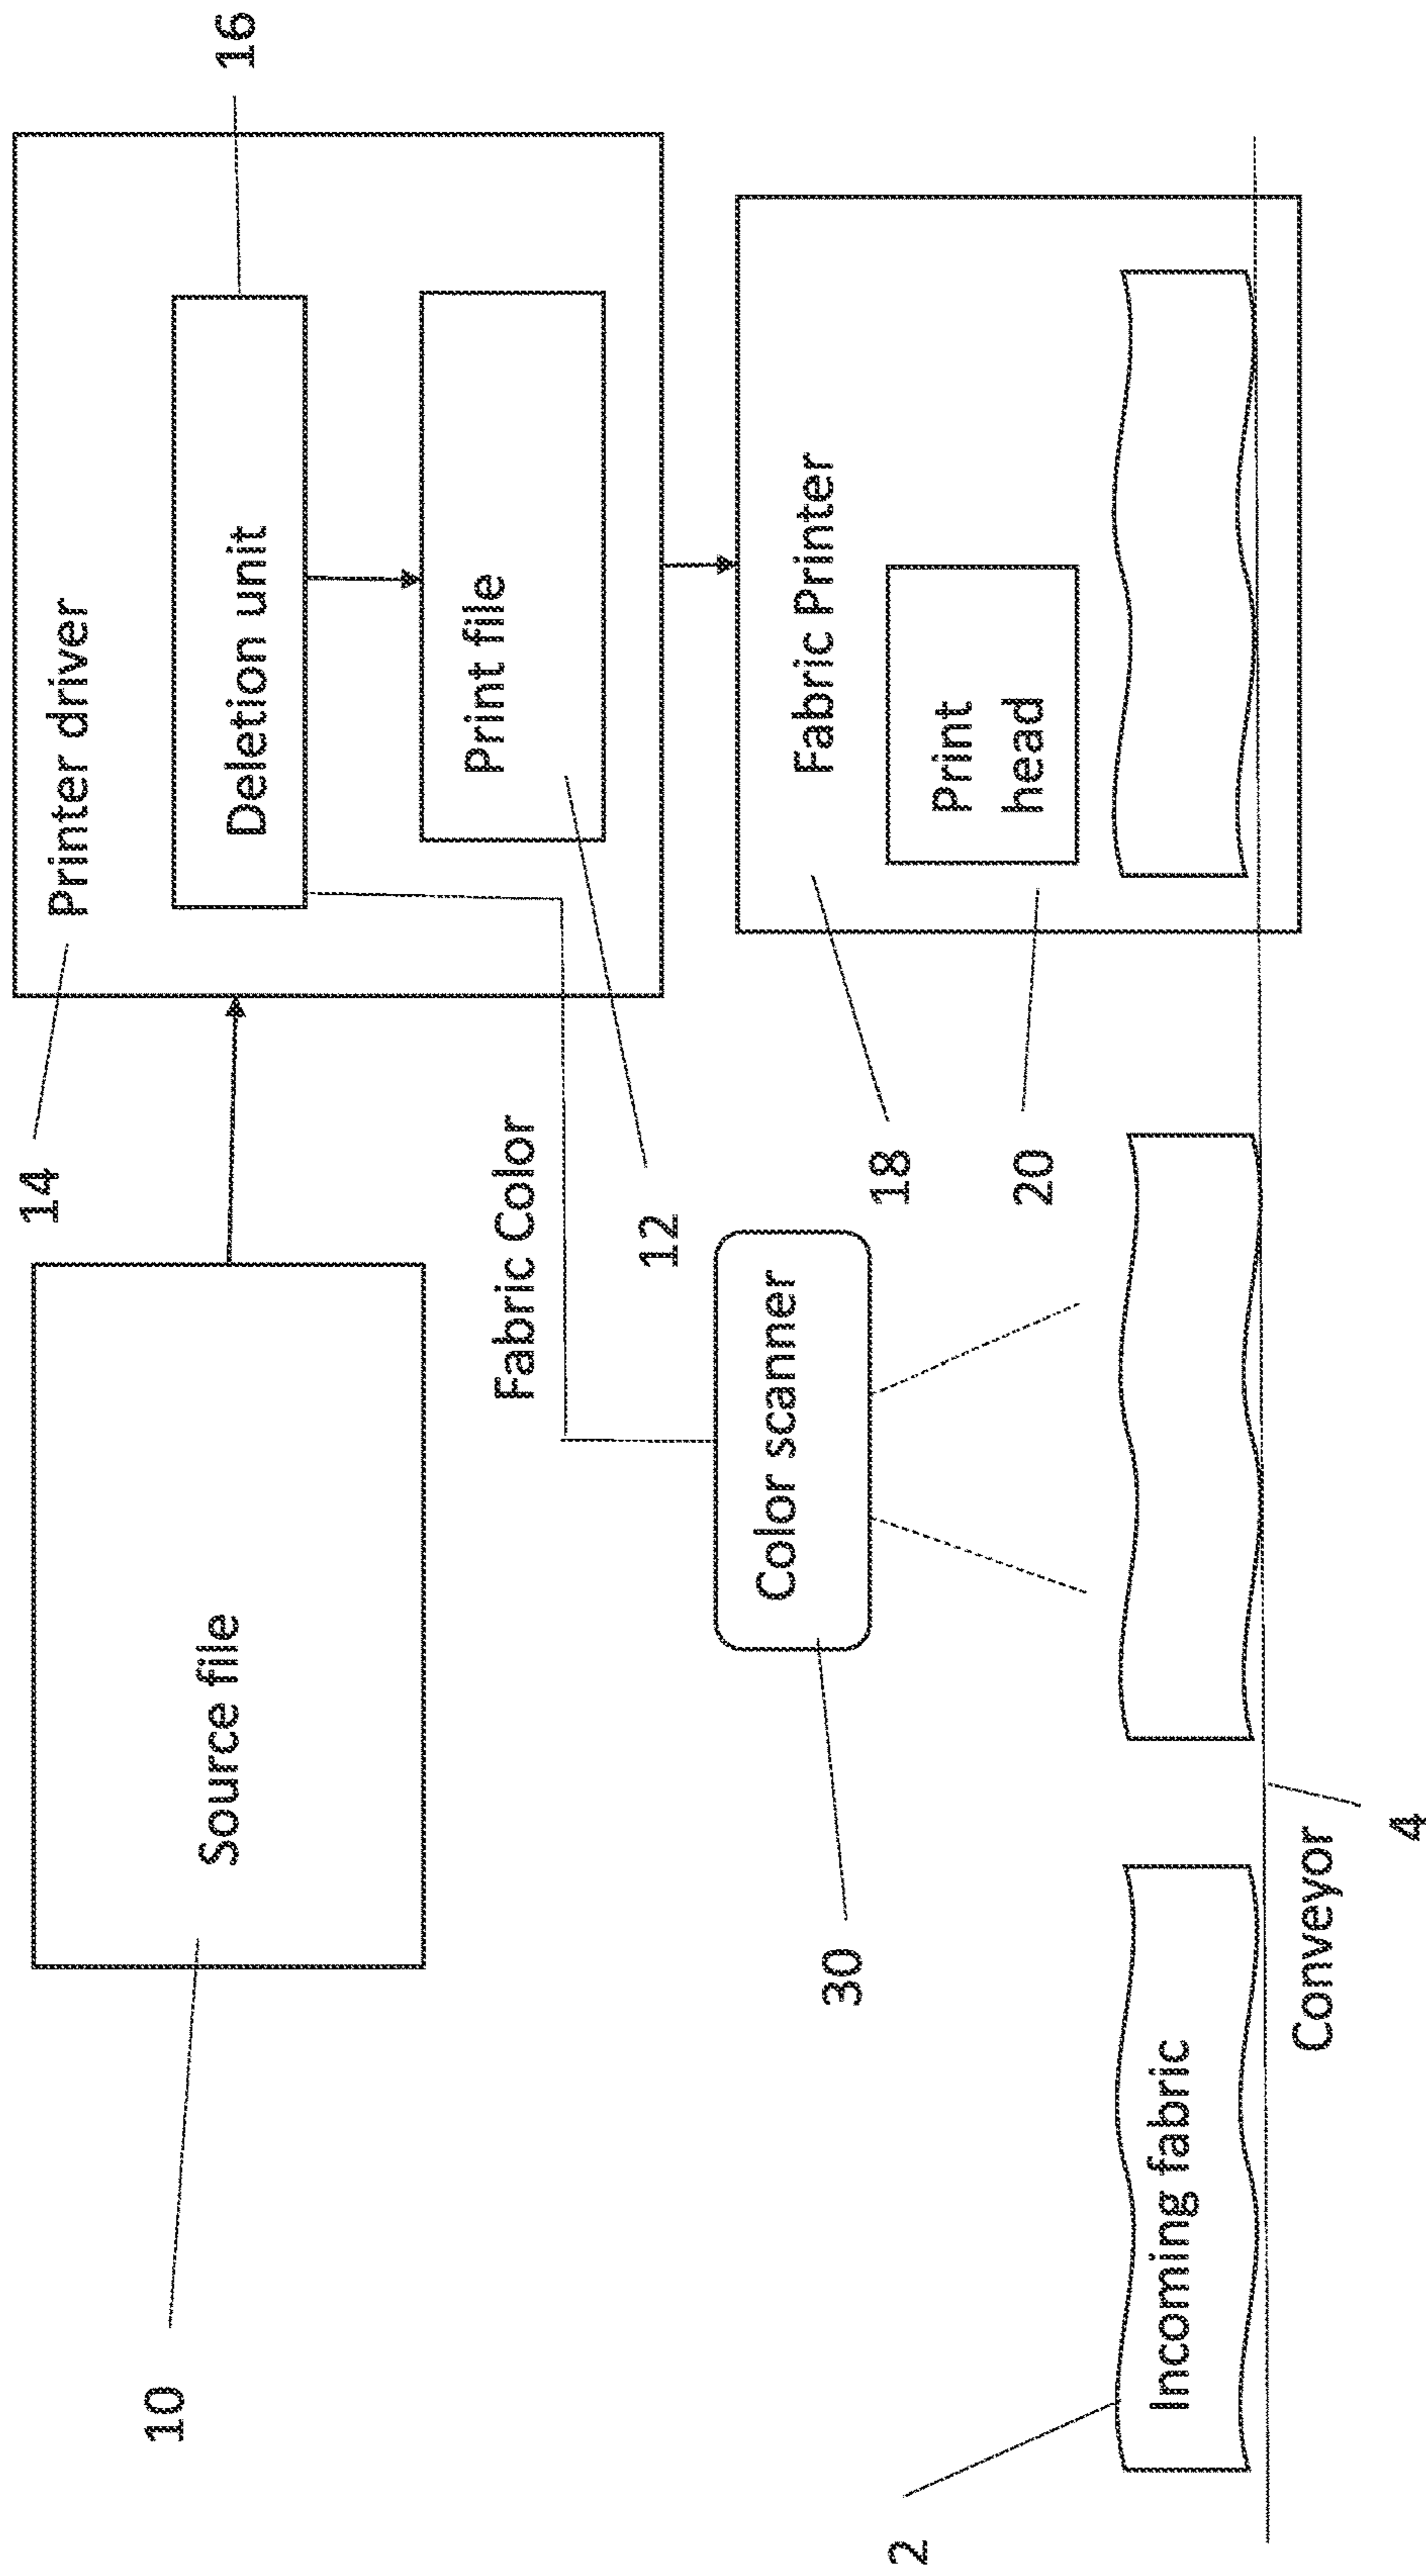 16
14
Printer driver
Deletion unit
Print file
12
10
Source file
Fabric Color
Color scanner
30
18
Fabric Printer
20
Print
head
2
Incoming fabric
Conveyor
4